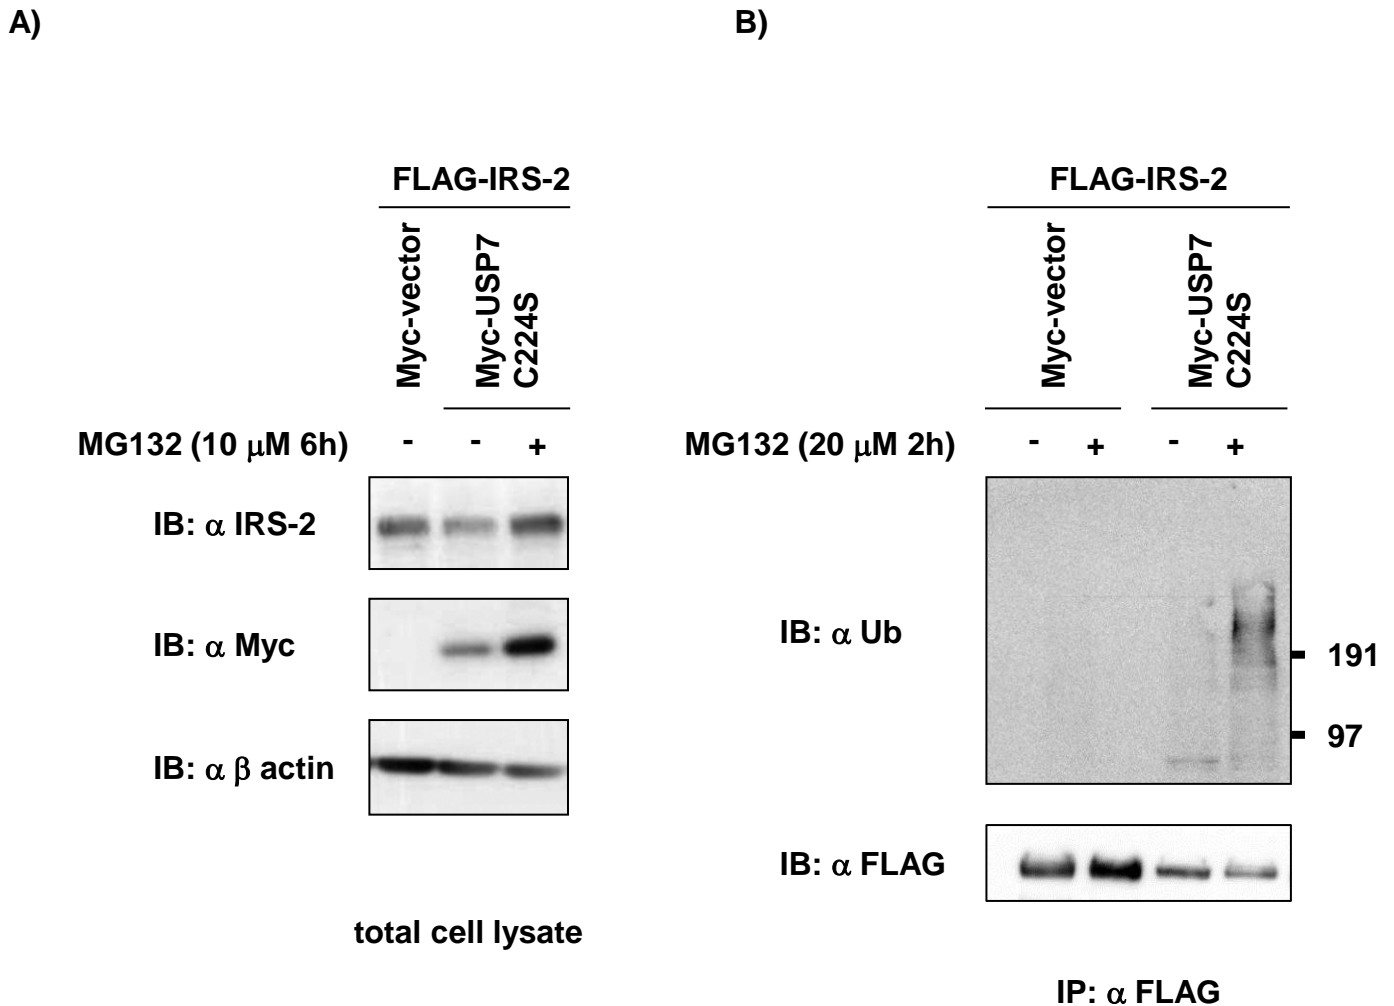 A)
FLAG-IRS-2
Myc-vector
Myc-USP7
C224S
MG132 (10 μM 6h) - - +
IB: α IRS-2
IB: α Myc
IB: α β actin
total cell lysate
B)
FLAG-IRS-2
Myc-vector
Myc-USP7
C224S
MG132 (20 μM 2h) - + - +
IB: α Ub
191
97
IB: α FLAG
IP: α FLAG